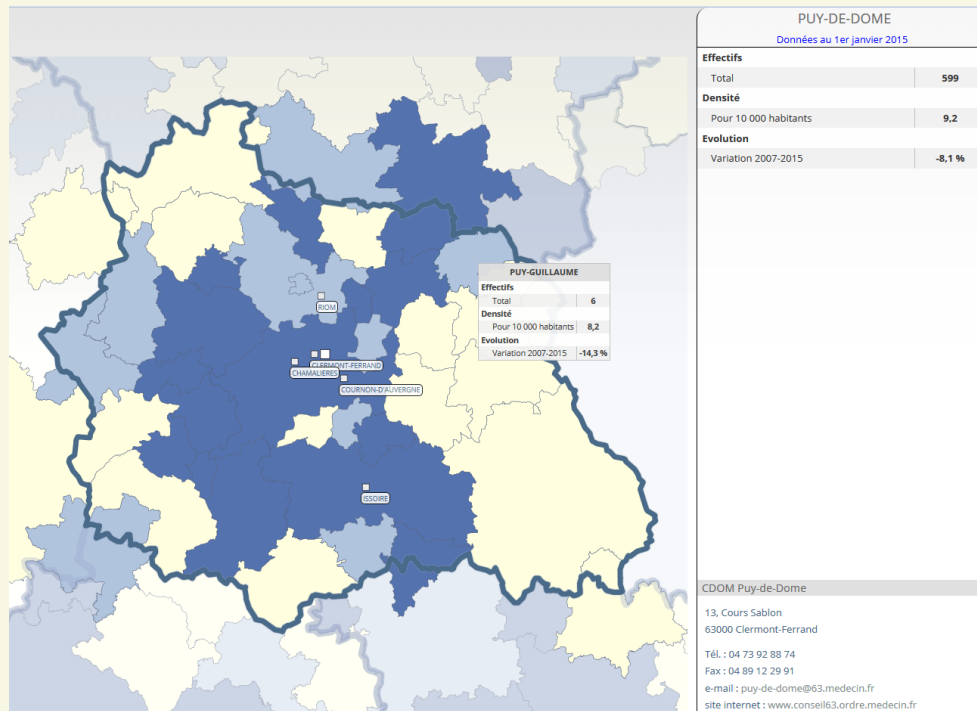 PUY-DE-DOME
Données au 1er janvier 2015
Effectifs
Total 599
Densité
Pour 10 000 habitants 9,2
Evolution
Variation 2007-2015 -8,1 %
PUY-GUILLAUME
Effectifs
Total 6
Densité
Pour 10 000 habitants 8,2
Evolution
Variation 2007-2015 -14,3 %
RIOM
CLERMONT-FERRAND
CHAMALIERES
COURNON-D'AUVERGNE
ISSOIRE
CDOM Puy-de-Dome
13, Cours Sablon
63000 Clermont-Ferrand
Tél. : 04 73 92 88 74
Fax : 04 89 12 29 91
e-mail : puy-de-dome@63.medecin.fr
site internet : www.conseil63.ordre.medecin.fr